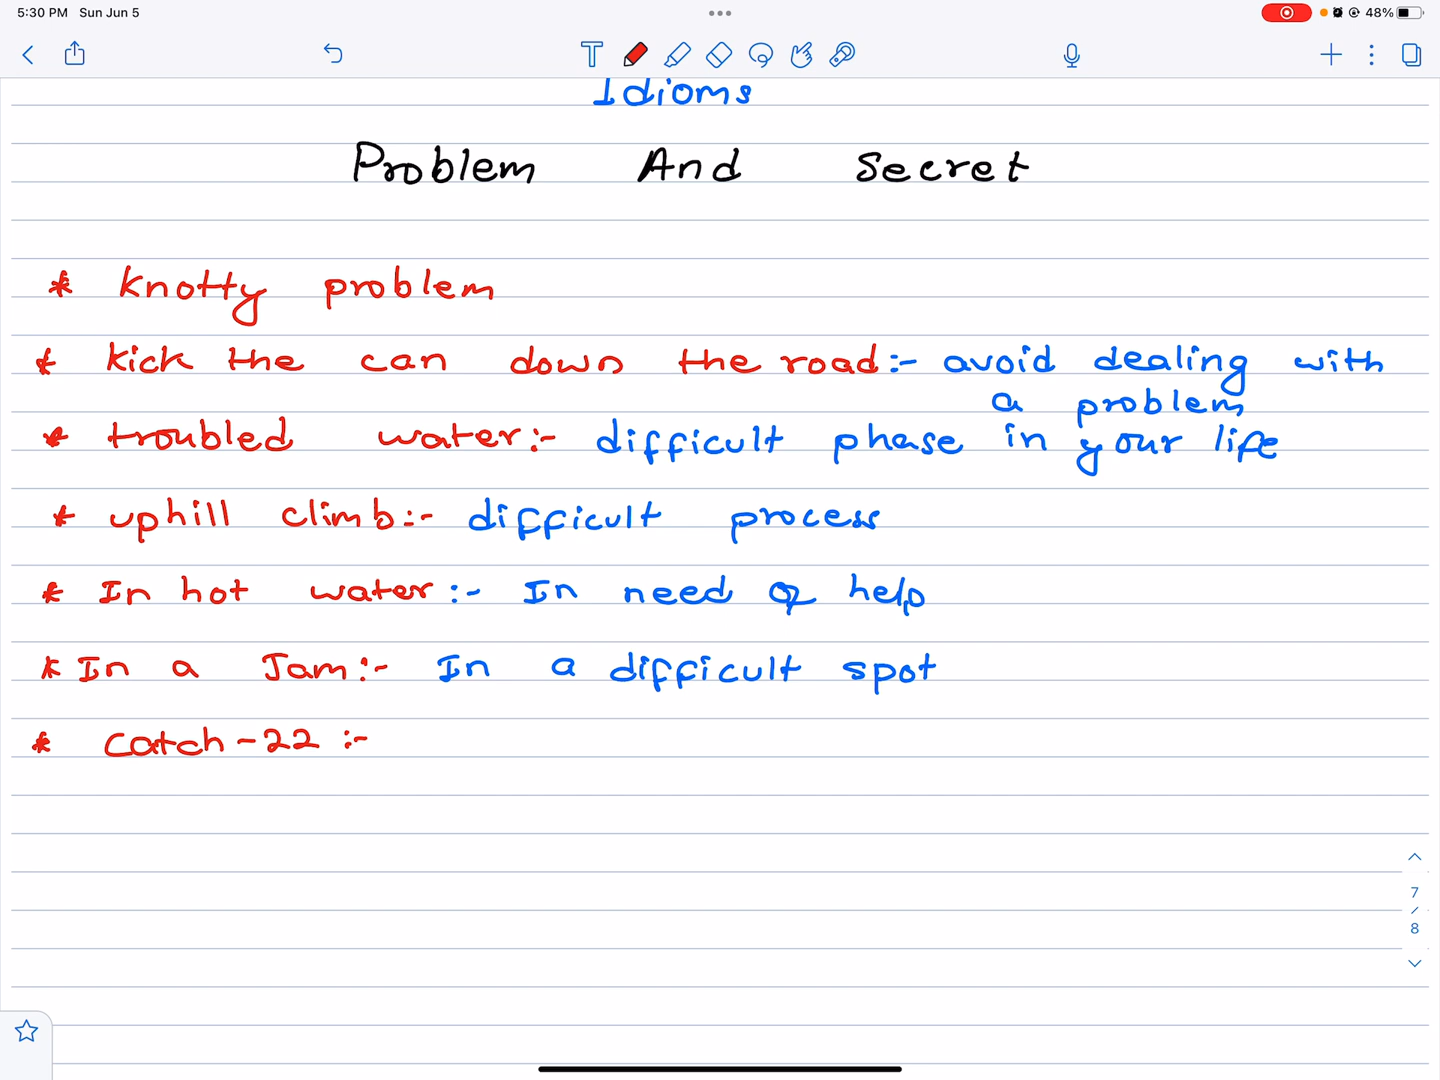 5:30 PM Sun Jun 5
48%
Idioms
Problem And Secret
* Knotty problem
* kick the can down the road:- avoid dealing with
a problem
* troubled water:- difficult phase in your life
* uphill climb:- difficult process
* In hot water:- In need of help
* In a Jam:- In a difficult spot
* catch-22 :-
7
/
8